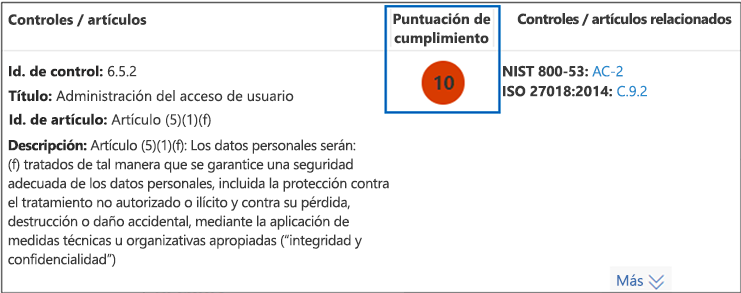 Controles / artículos
Puntuación de
cumplimiento
Controles / artículos relacionados
Id. de control: 6.5.2
Título: Administración del acceso de usuario
Id. de artículo: Artículo (5)(1)(f)
Descripción: Artículo (5)(1)(f): Los datos personales serán:
(f) tratados de tal manera que se garantice una seguridad
adecuada de los datos personales, incluida la protección contra
el tratamiento no autorizado o ilícito y contra su pérdida,
destrucción o daño accidental, mediante la aplicación de
medidas técnicas u organizativas apropiadas (“integridad y
confidencialidad”)
10
NIST 800-53: AC-2
ISO 27018:2014: C.9.2
Más